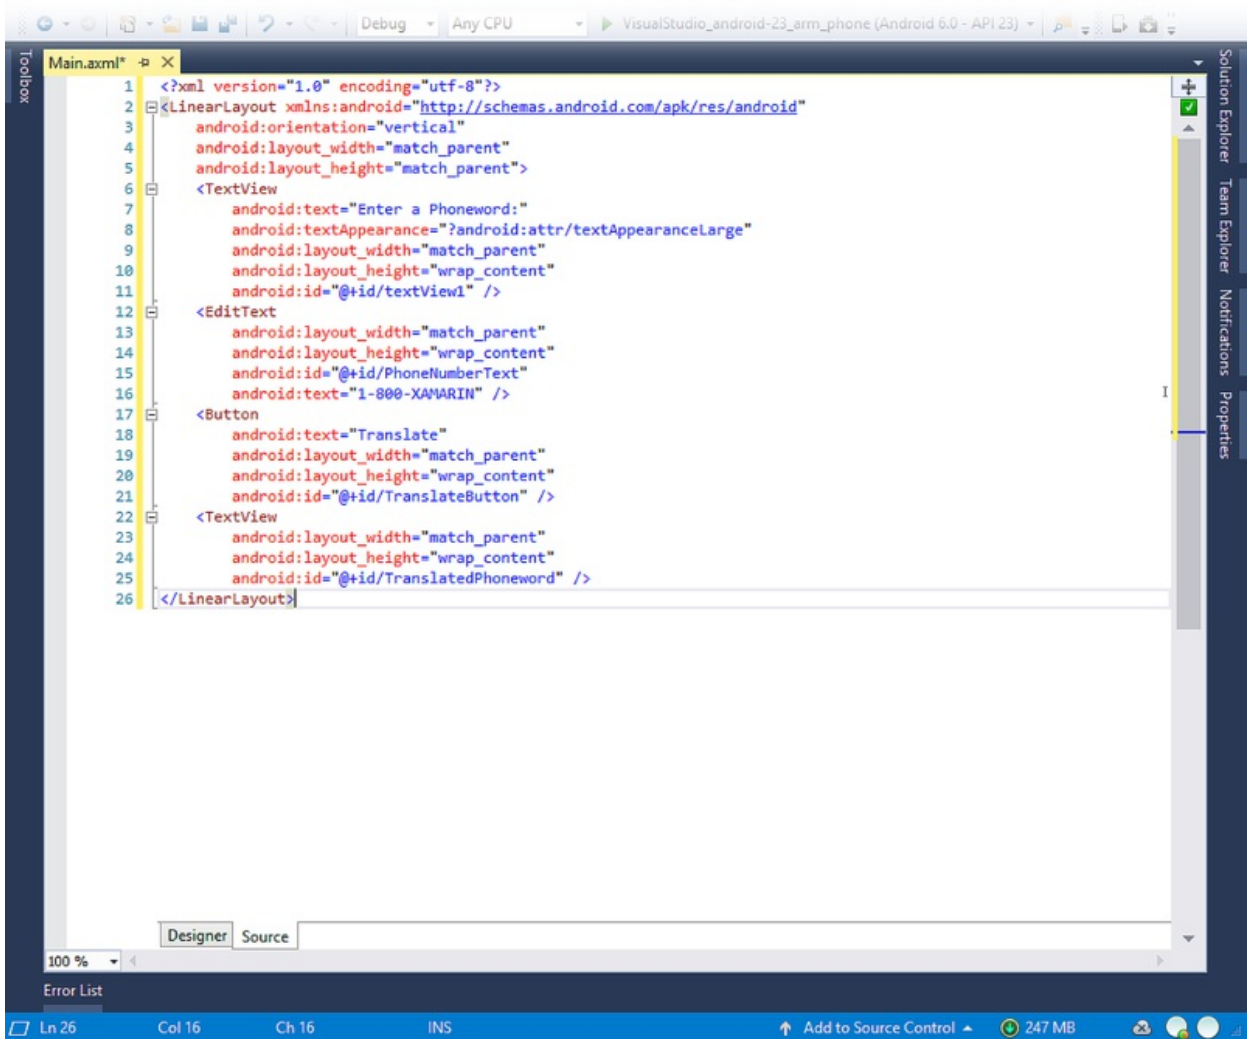 Debug Any CPU VisualStudio_android-23_arm_phone (Android 6.0 - API 23)
Toolbox
Main.axml*
1 <?xml version="1.0" encoding="utf-8"?>
2 <LinearLayout xmlns:android="http://schemas.android.com/apk/res/android"
3 android:orientation="vertical"
4 android:layout_width="match_parent"
5 android:layout_height="match_parent">
6 <TextView
7 android:text="Enter a Phoneword:"
8 android:textAppearance="?android:attr/textAppearanceLarge"
9 android:layout_width="match_parent"
10 android:layout_height="wrap_content"
11 android:id="@+id/textView1" />
12 <EditText
13 android:layout_width="match_parent"
14 android:layout_height="wrap_content"
15 android:id="@+id/PhoneNumberText"
16 android:text="1-800-XAMARIN" />
17 <Button
18 android:text="Translate"
19 android:layout_width="match_parent"
20 android:layout_height="wrap_content"
21 android:id="@+id/TranslateButton" />
22 <TextView
23 android:layout_width="match_parent"
24 android:layout_height="wrap_content"
25 android:id="@+id/TranslatedPhoneword" />
26 </LinearLayout>
Solution Explorer
Team Explorer
Notifications
Properties
Designer Source
100 %
Error List
Ln 26 Col 16 Ch 16 INS Add to Source Control 247 MB